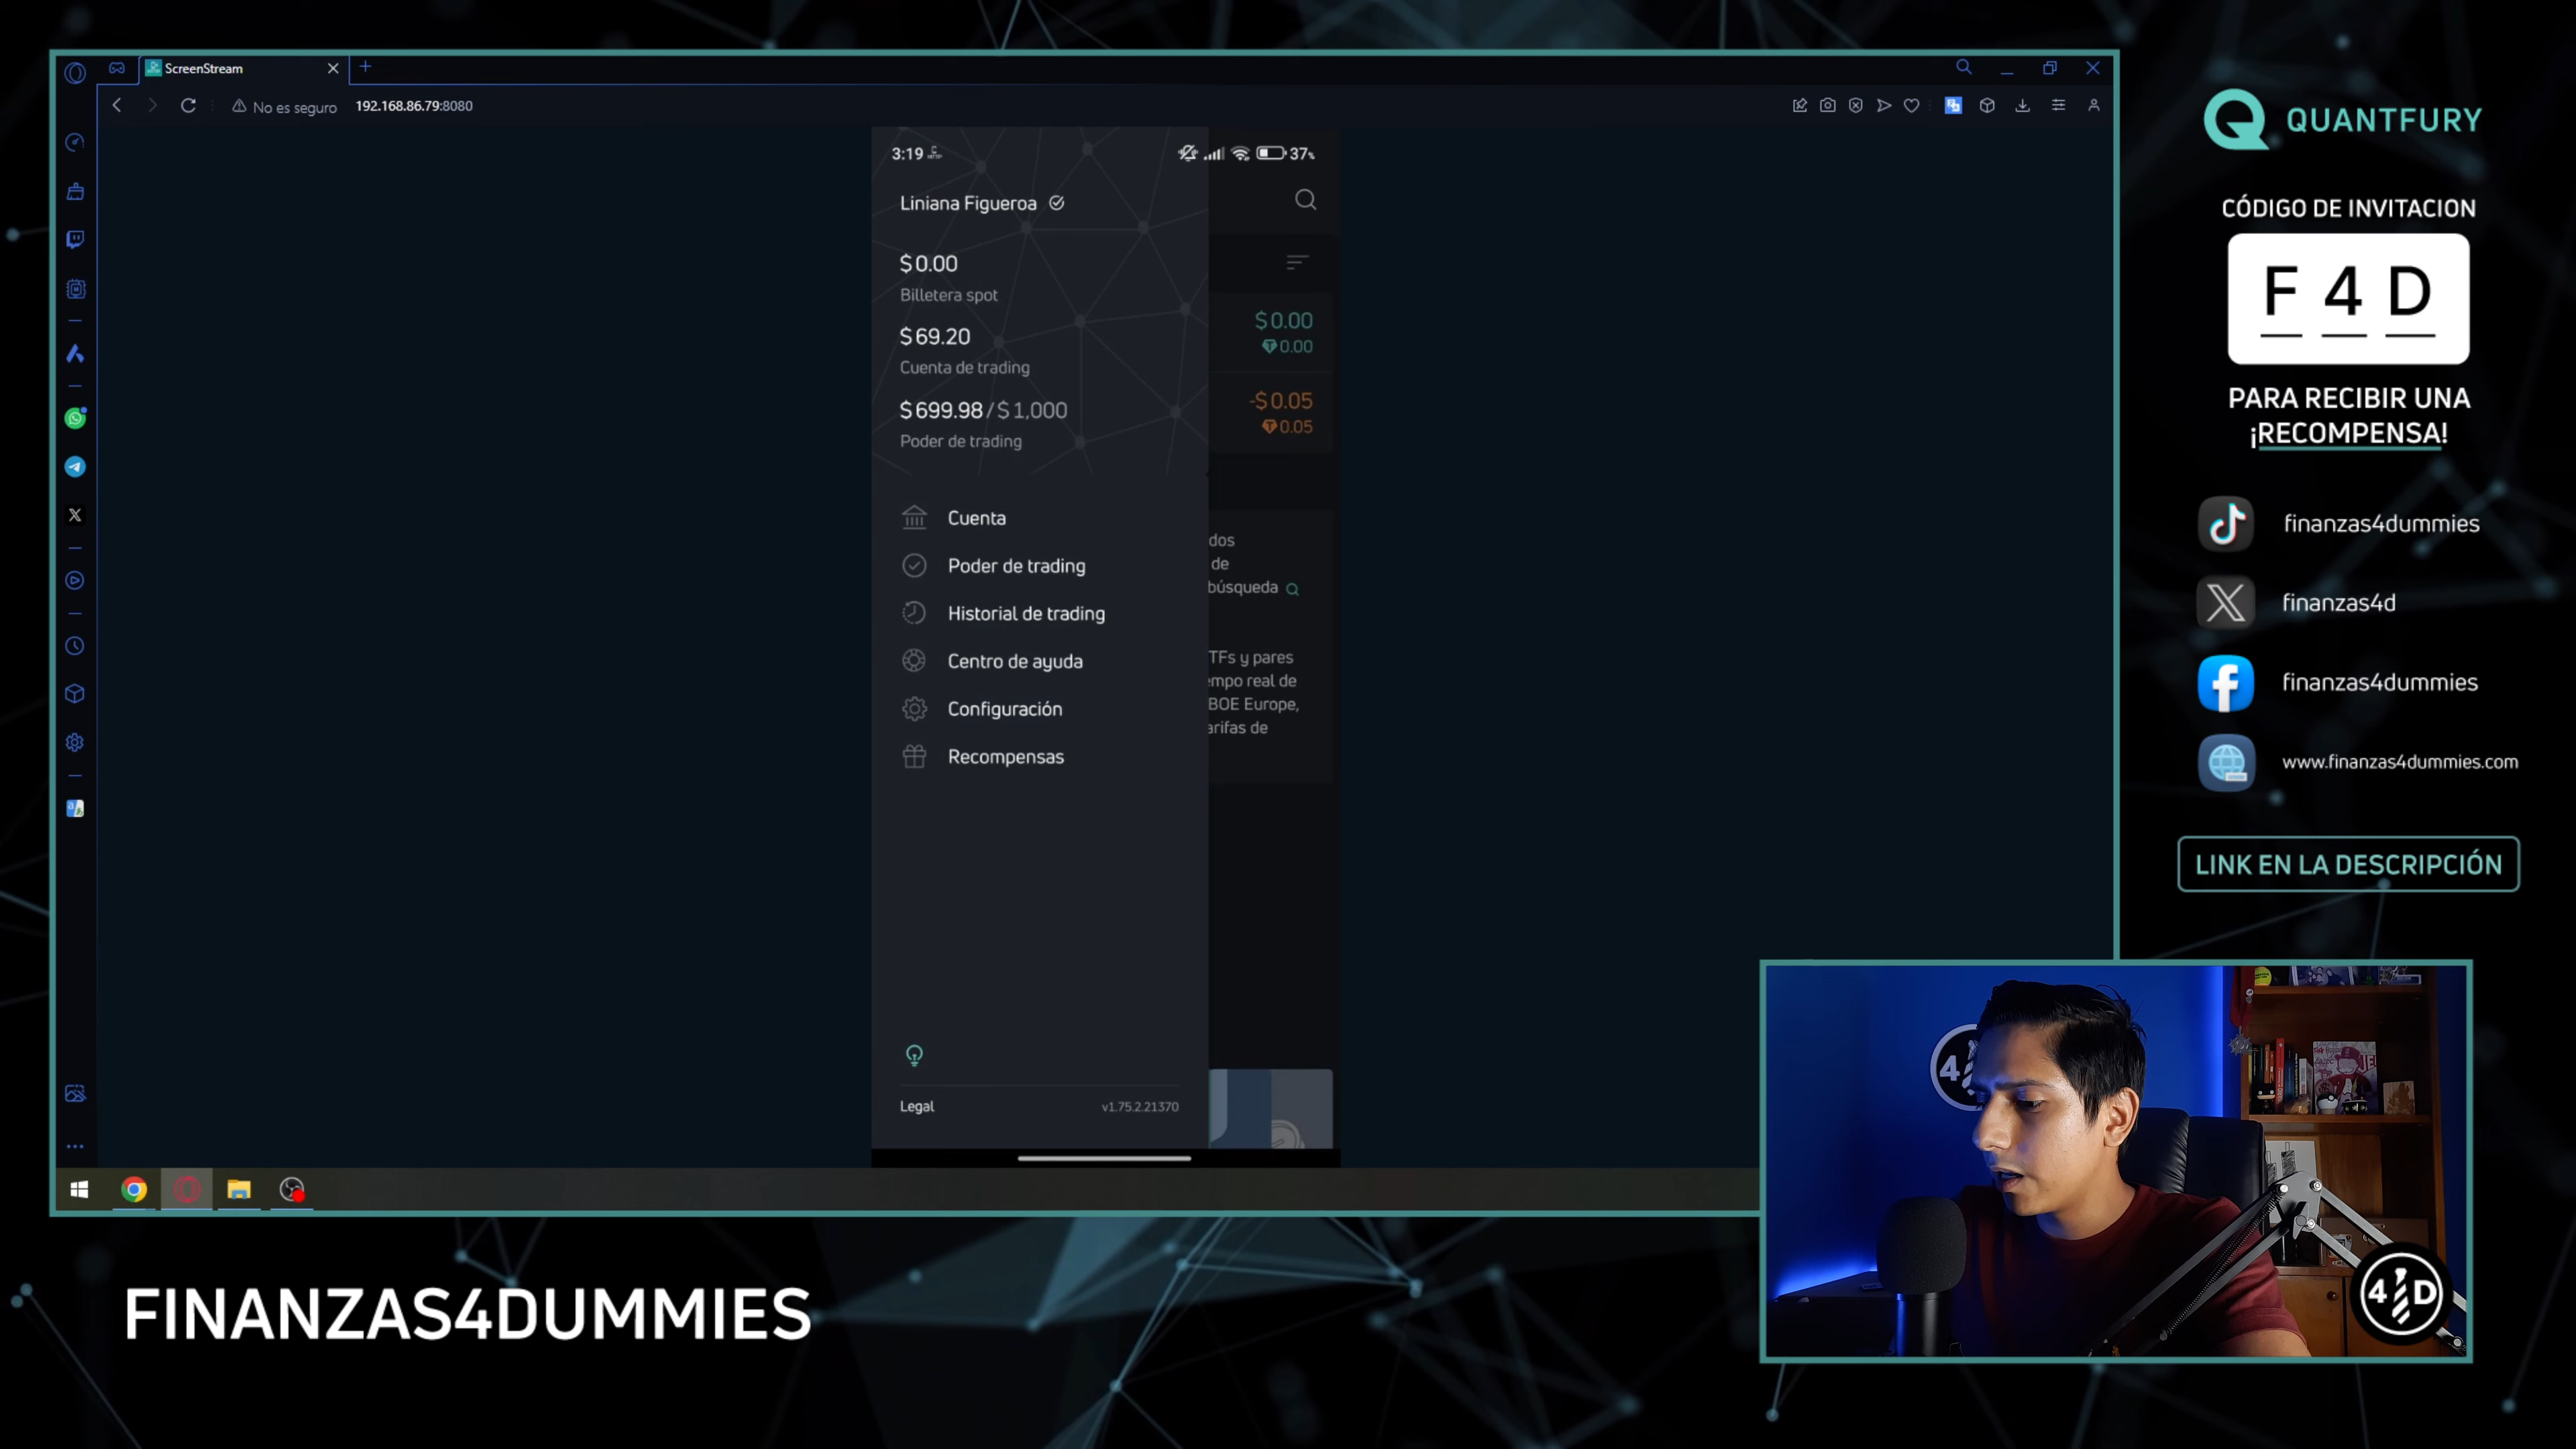 ScreenStream
No es seguro 192.168.86.79:8080
3:19
37%
Liniana Figueroa
$0.00
Billetera spot
$69.20
Cuenta de trading
$699.98/$1,000
Poder de trading
Cuenta
Poder de trading
Historial de trading
Centro de ayuda
Configuración
Recompensas
Legal v1.75.2.21370
$0.00
0.00
-$0.05
0.05
dos
de
búsqueda
TFs y pares
empo real de
BOE Europe,
arifas de
QUANTFURY
CÓDIGO DE INVITACION
F 4 D
PARA RECIBIR UNA
¡RECOMPENSA!
finanzas4dummies
finanzas4d
finanzas4dummies
www.finanzas4dummies.com
LINK EN LA DESCRIPCIÓN
FINANZAS4DUMMIES
4
4 D